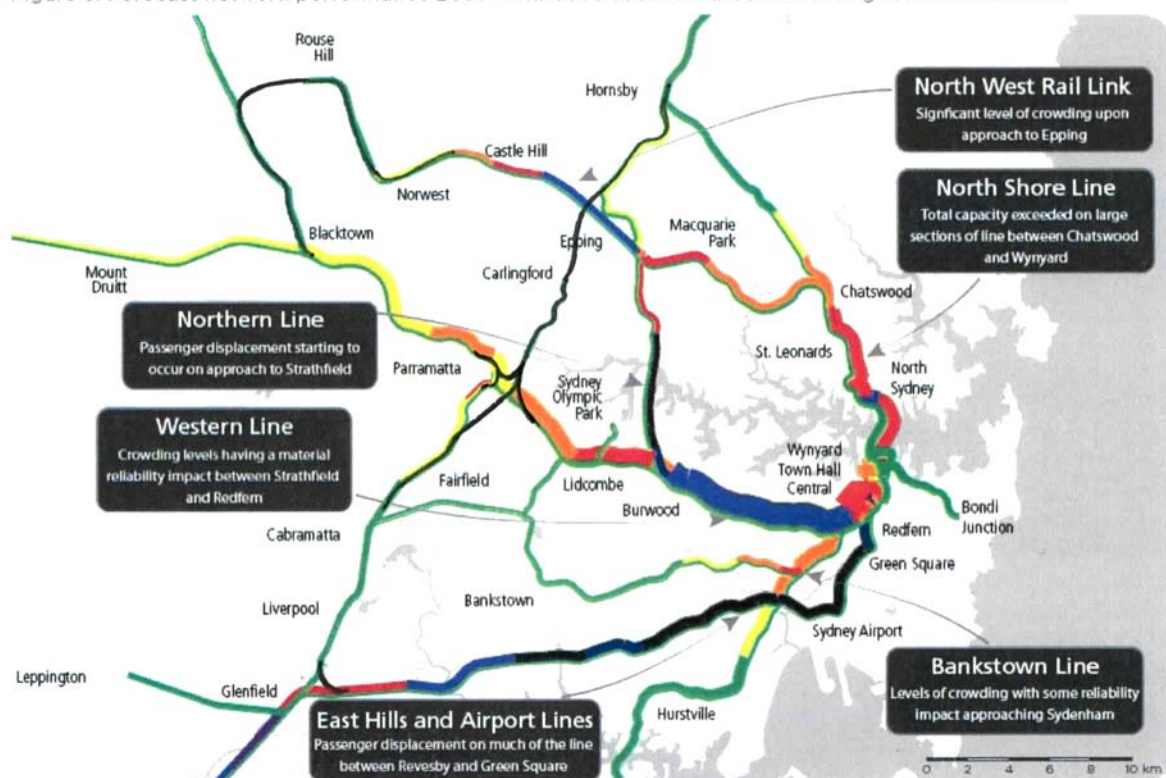 Rouse
Hill
Hornsby
North West Rail Link
Signficant level of crowding upon
approach to Epping
Castle Hill
Norwest
North Shore Line
Total capacity exceeded on large
sections of line between Chatswood
and Wynyard
Macquarie
Park
Blacktown
Epping
Carlingford
Mount
Druitt
Chatswood
Northern Line
Passenger displacement starting to
occur on approach to Strathfield
St. Leonards
North
Sydney
Parramatta
Sydney
Olympic
Park
Western Line
Crowding levels having a material
reliability impact between Strathfield
and Redfern
Wynyard
Town Hall
Central
Fairfield
Lidcombe
Burwood
Bondi
Junction
Cabramatta
Redfern
Green Square
Bankstown
Liverpool
Sydney Airport
Leppington
Glenfield
Bankstown Line
Levels of crowding with some reliability
impact approaching Sydenham
East Hills and Airport Lines
Passenger displacement on much of the line
between Revesby and Green Square
Hurstville
0 2 4 6 8 10 km